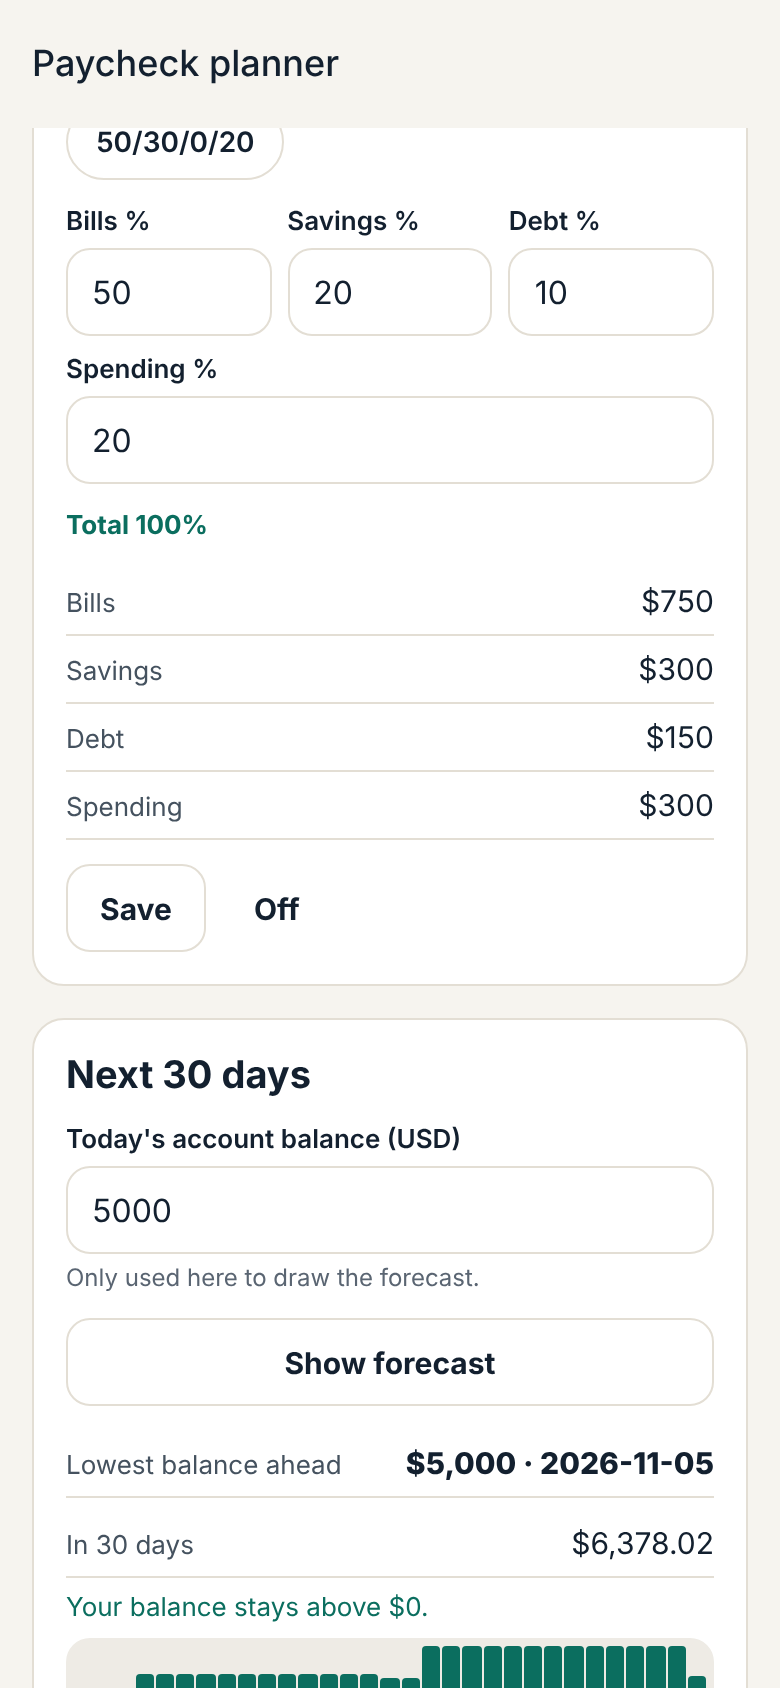 Paycheck planner
50/30/0/20
Bills % Savings % Debt %
50 20 10
Spending %
20
Total 100%
Bills $750
Savings $300
Debt $150
Spending $300
Save Off
Next 30 days
Today's account balance (USD)
5000
Only used here to draw the forecast.
Show forecast
Lowest balance ahead $5,000 · 2026-11-05
In 30 days $6,378.02
Your balance stays above $0.